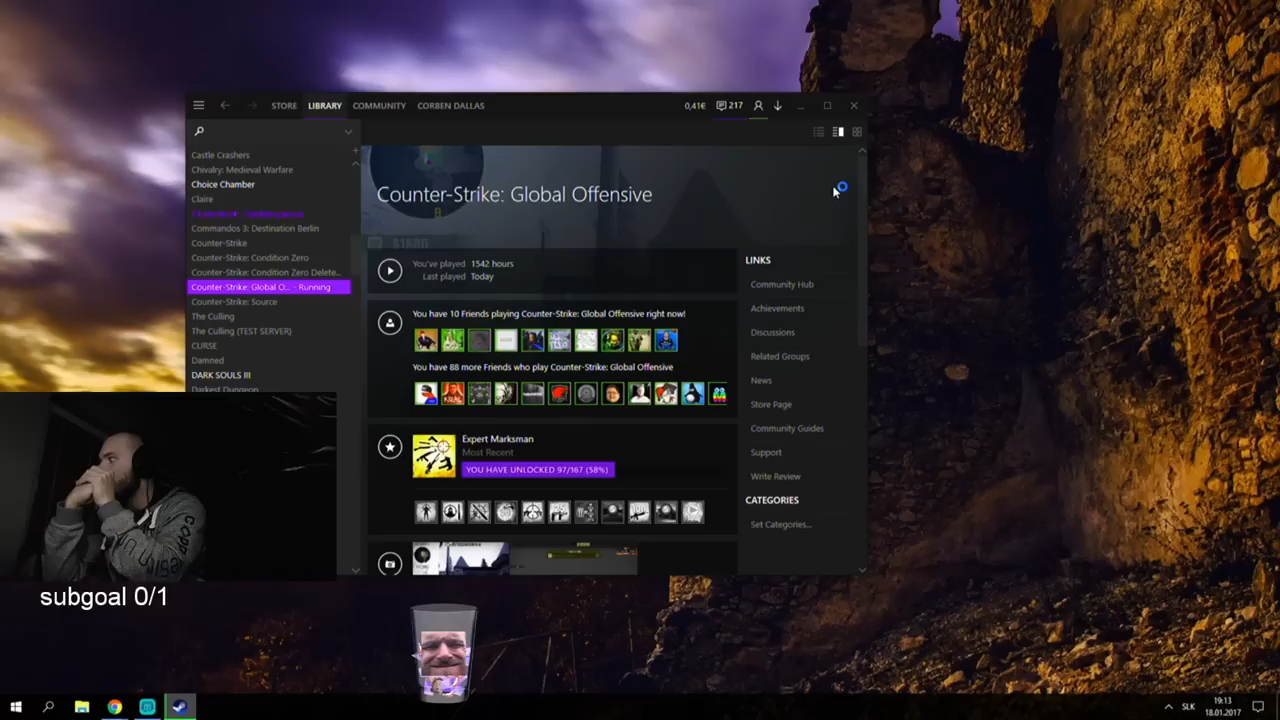 STORE LIBRARY COMMUNITY CORBEN DALLAS 0,41€ 217
Castle Crashers
Chivalry: Medieval Warfare
Choice Chamber
Claire
Commandos 3: Destination Berlin
Counter-Strike
Counter-Strike: Condition Zero
Counter-Strike: Condition Zero Delete...
Counter-Strike: Global O... - Running
Counter-Strike: Source
The Culling
The Culling (TEST SERVER)
CURSE
Damned
DARK SOULS III
Darkest Dungeon
Counter-Strike: Global Offensive
You've played 1542 hours
Last played Today
You have 10 Friends playing Counter-Strike: Global Offensive right now!
You have 88 more Friends who play Counter-Strike: Global Offensive
Expert Marksman
Most Recent
YOU HAVE UNLOCKED 97/167 (58%)
LINKS
Community Hub
Achievements
Discussions
Related Groups
News
Store Page
Community Guides
Support
Write Review
CATEGORIES
Set Categories...
subgoal 0/1
SLK
19:13
18.01.2017